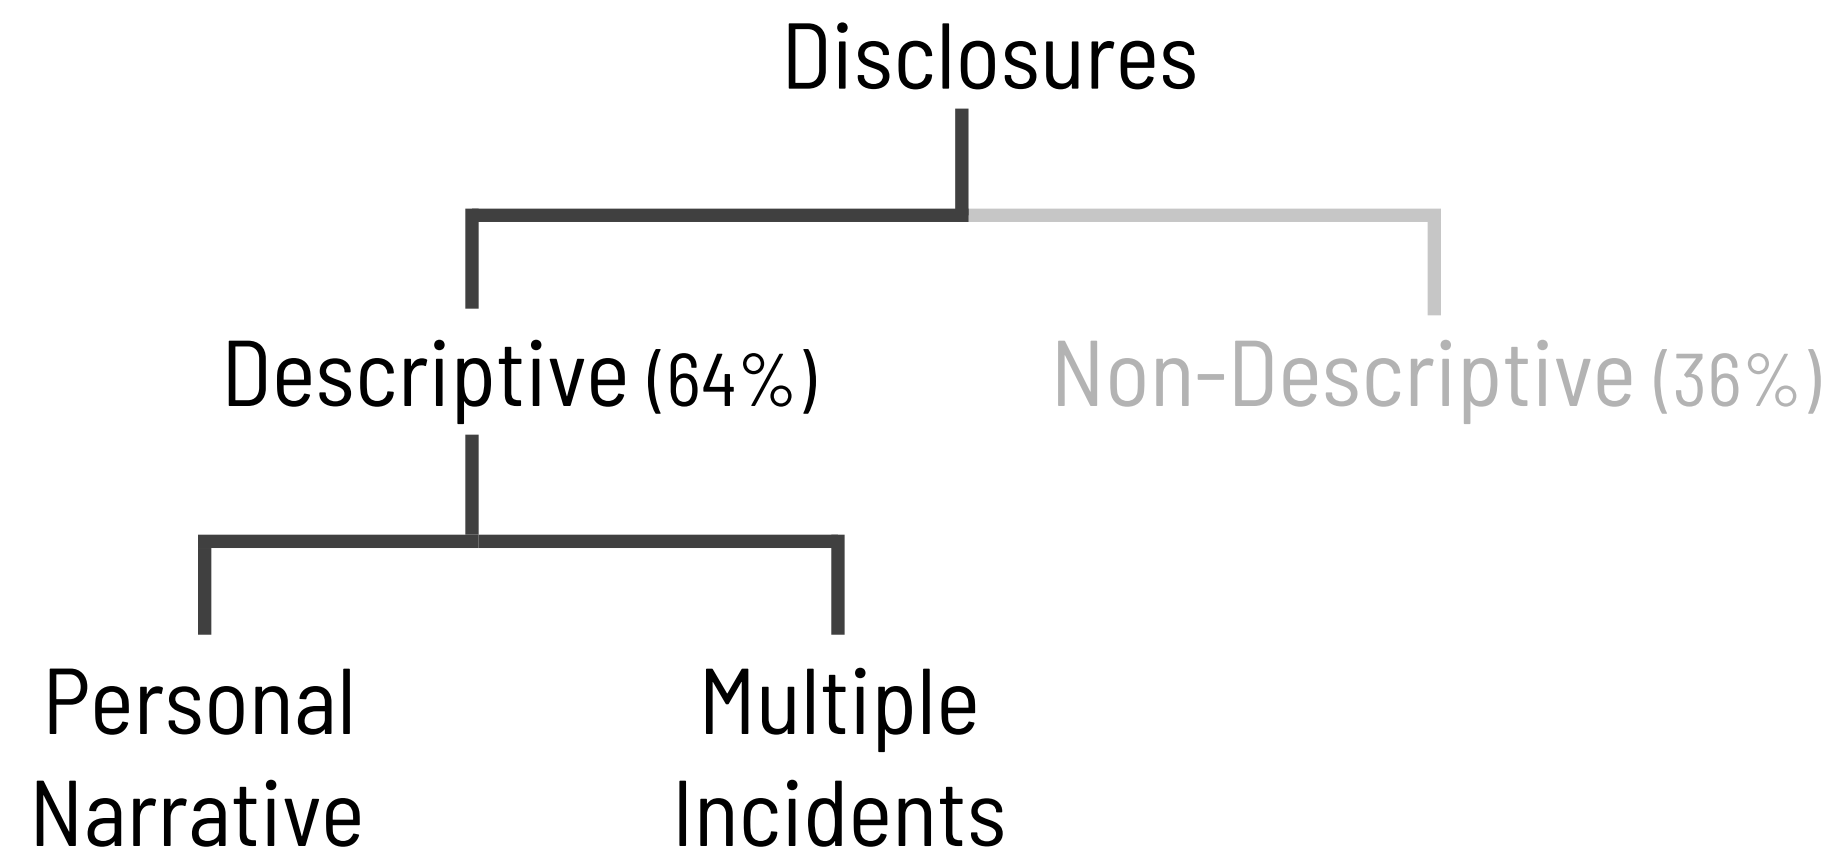 Disclosures
Descriptive (64%)
Non-Descriptive (36%)
Personal
Narrative
Multiple
Incidents